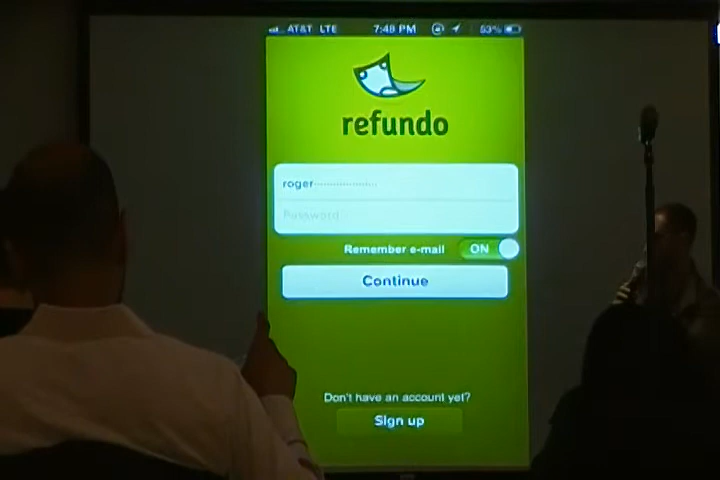 AT&T LTE 7:48 PM 53%
refundo
roger
Password
Remember e-mail ON
Continue
Don't have an account yet?
Sign up